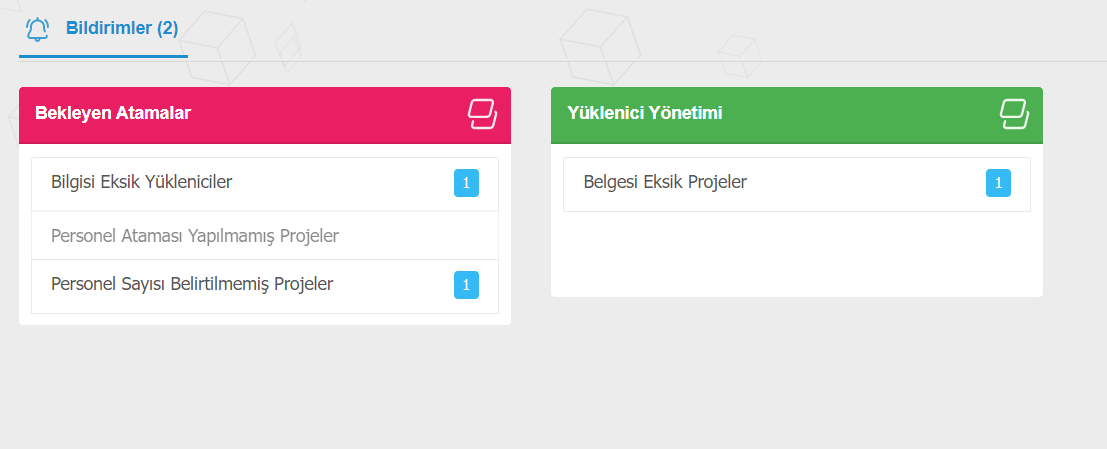 Bildirimler (2)
Bekleyen Atamalar
Bilgisi Eksik Yükleniciler 1
Personel Ataması Yapılmamış Projeler
Personel Sayısı Belirtilmemiş Projeler 1
Yüklenici Yönetimi
Belgesi Eksik Projeler 1